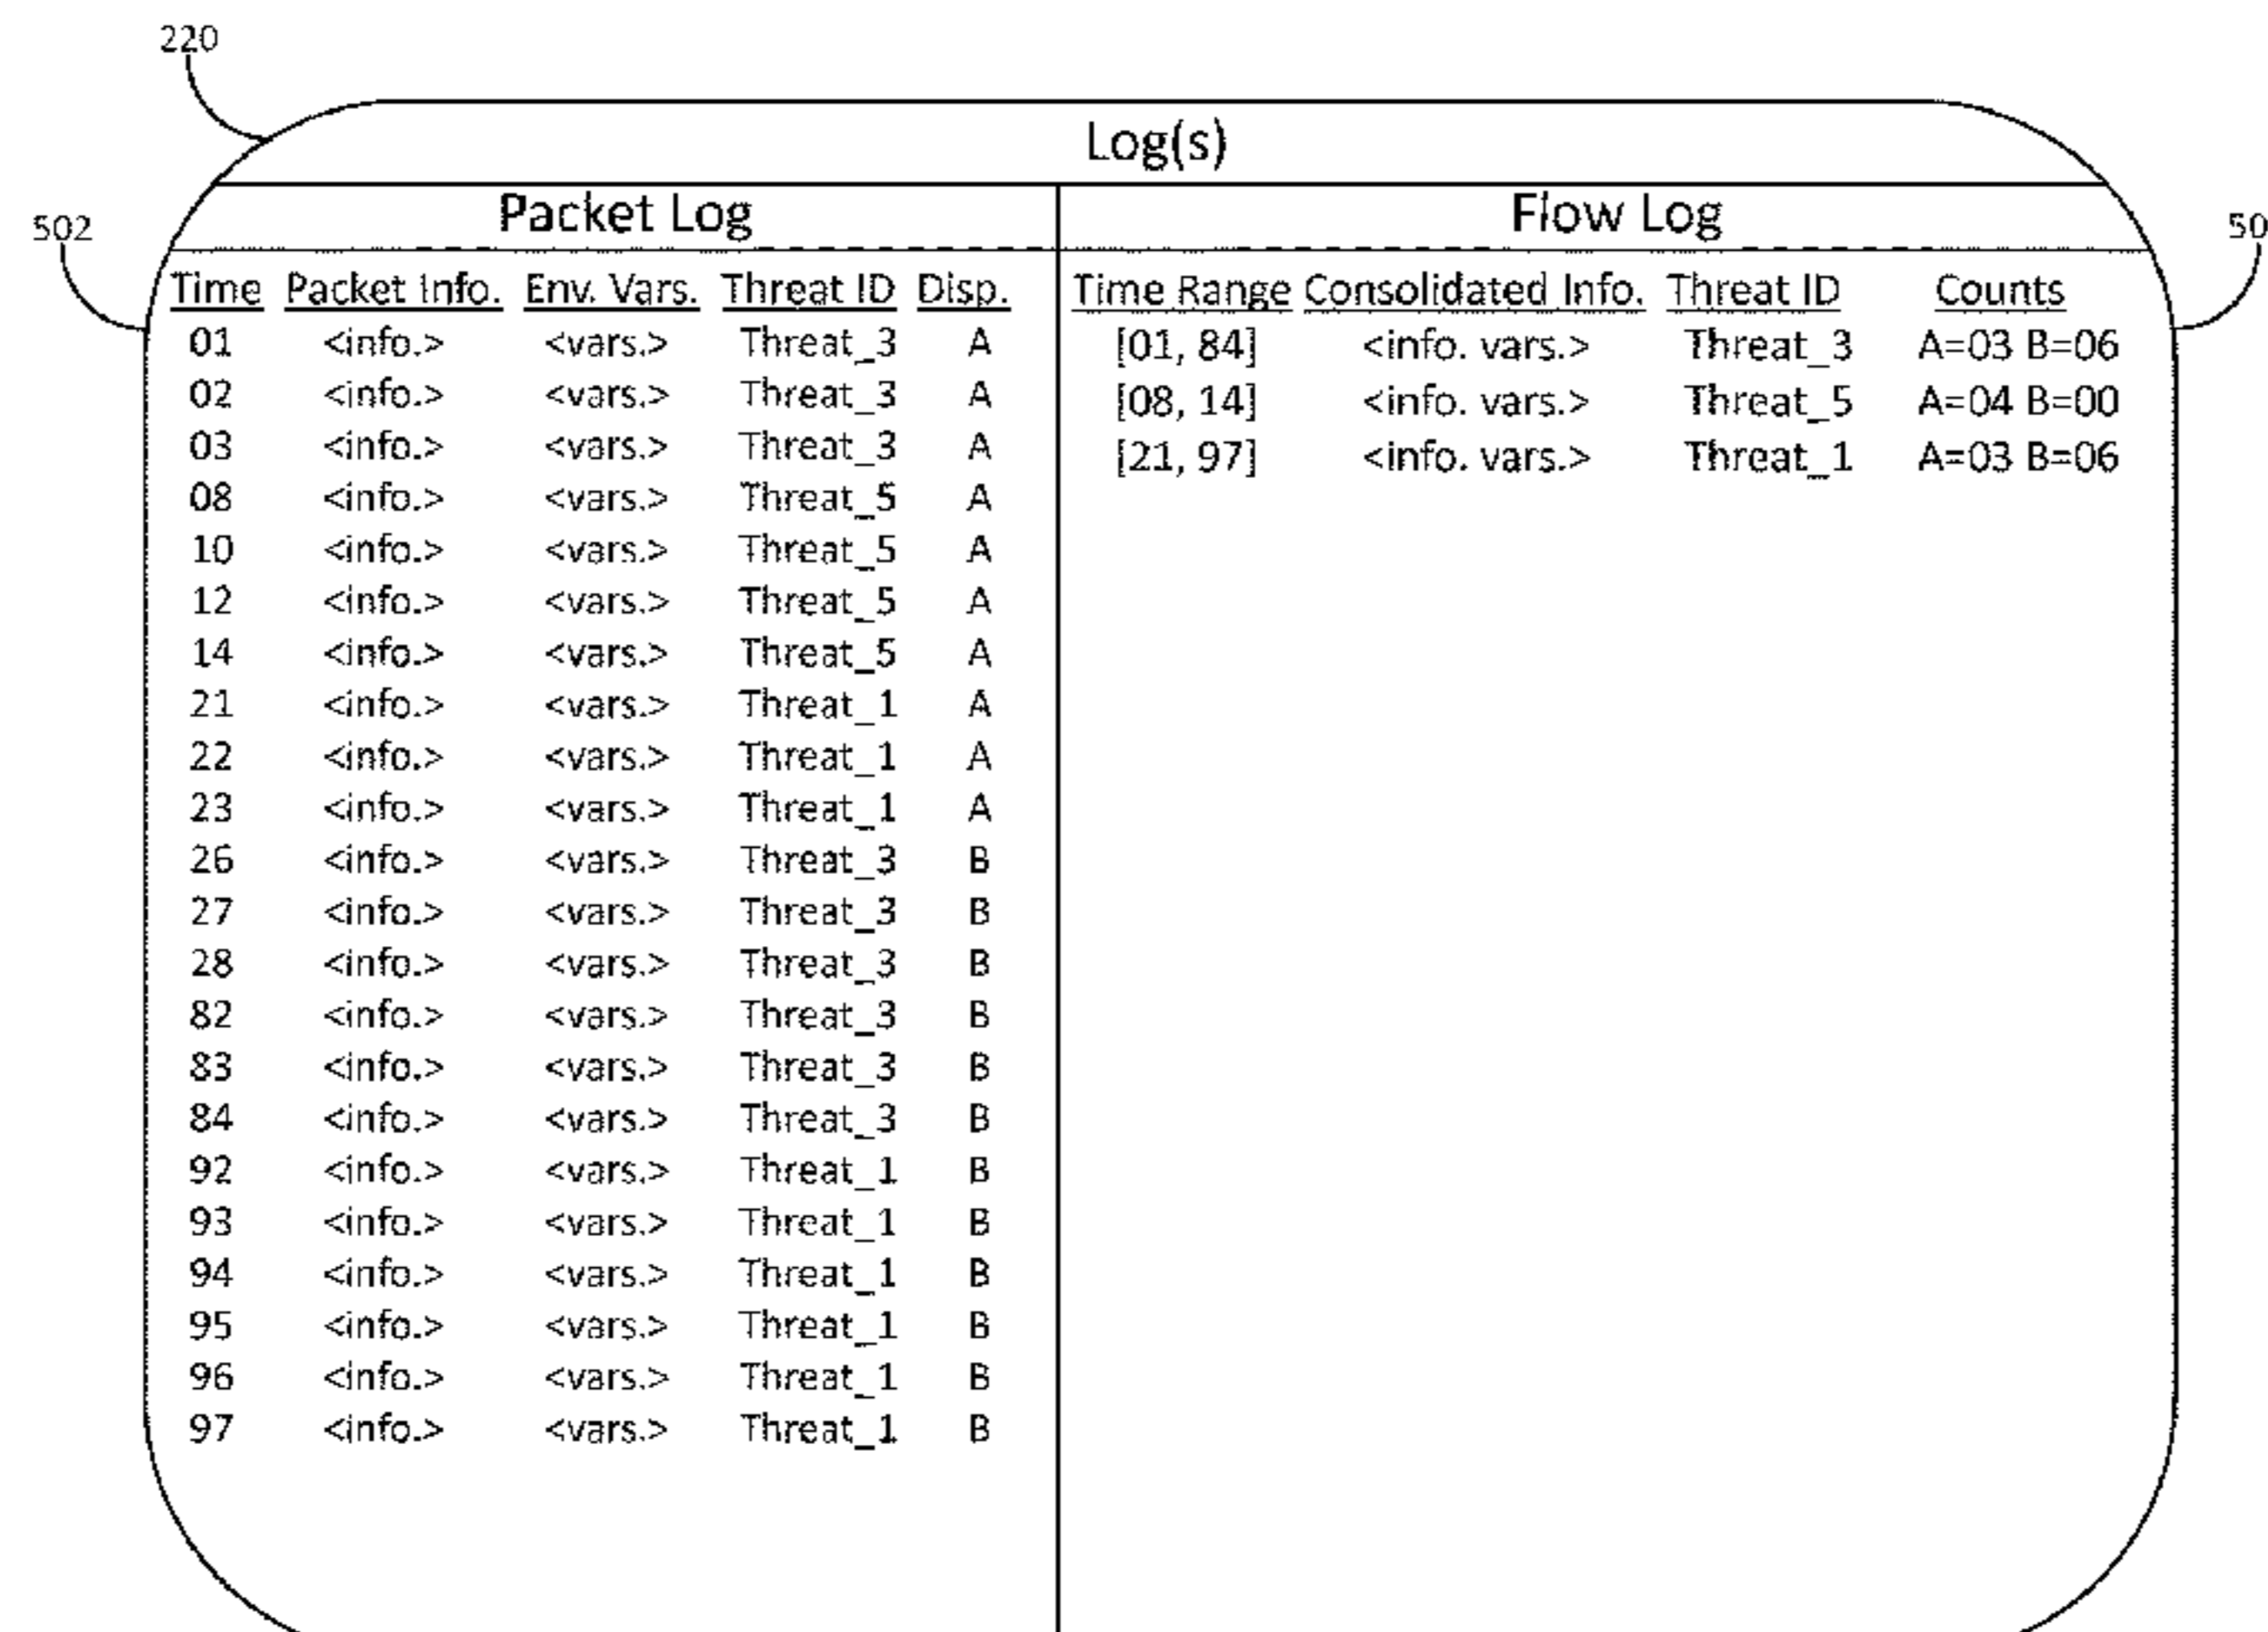 220
Log(s)
Packet Log
Flow Log
502
50
Time Packet Info. Env. Vars. Threat ID Disp.
01 <info.> <vars.> Threat_3 A
02 <info.> <vars.> Threat_3 A
03 <info.> <vars.> Threat_3 A
08 <info.> <vars.> Threat_5 A
10 <info.> <vars.> Threat_5 A
12 <info.> <vars.> Threat_5 A
14 <info.> <vars.> Threat_5 A
21 <info.> <vars.> Threat_1 A
22 <info.> <vars.> Threat_1 A
23 <info.> <vars.> Threat_1 A
26 <info.> <vars.> Threat_3 B
27 <info.> <vars.> Threat_3 B
28 <info.> <vars.> Threat_3 B
82 <info.> <vars.> Threat_3 B
83 <info.> <vars.> Threat_3 B
84 <info.> <vars.> Threat_3 B
92 <info.> <vars.> Threat_1 B
93 <info.> <vars.> Threat_1 B
94 <info.> <vars.> Threat_1 B
95 <info.> <vars.> Threat_1 B
96 <info.> <vars.> Threat_1 B
97 <info.> <vars.> Threat_1 B
Time Range Consolidated Info. Threat ID Counts
[01, 84] <info. vars.> Threat_3 A=03 B=06
[08, 14] <info. vars.> Threat_5 A=04 B=00
[21, 97] <info. vars.> Threat_1 A=03 B=06